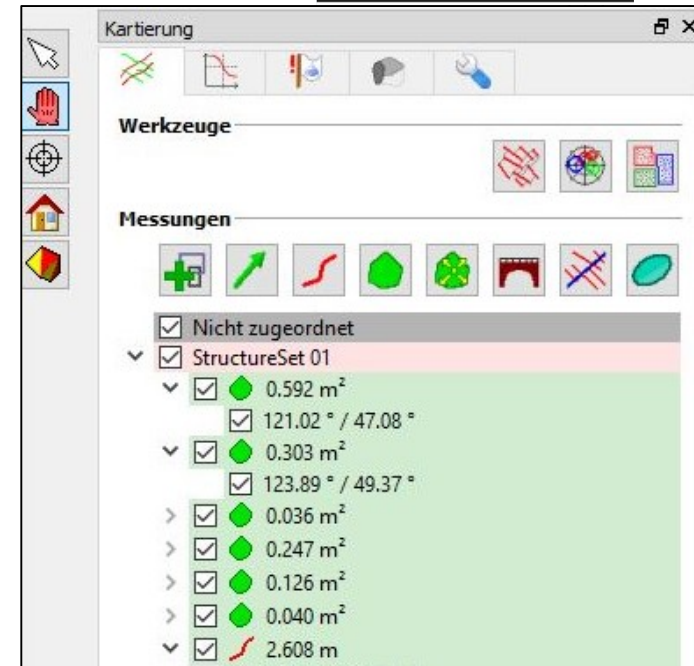 Kartierung
Werkzeuge
Messungen
Nicht zugeordnet
StructureSet 01
0.592 m²
121.02 ° / 47.08 °
0.303 m²
123.89 ° / 49.37 °
0.036 m²
0.247 m²
0.126 m²
0.040 m²
2.608 m